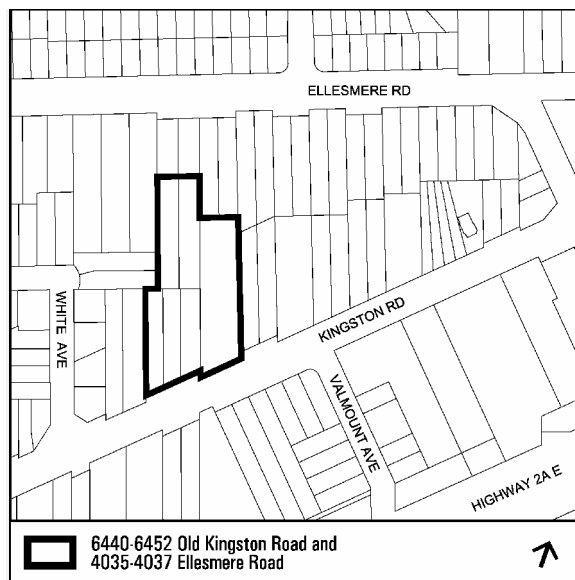 ELLESMERE RD
WHITE AVE
KINGSTON RD
VALMOUNT AVE
HIGHWAY 2A E
6440-6452 Old Kingston Road and
4035-4037 Ellesmere Road